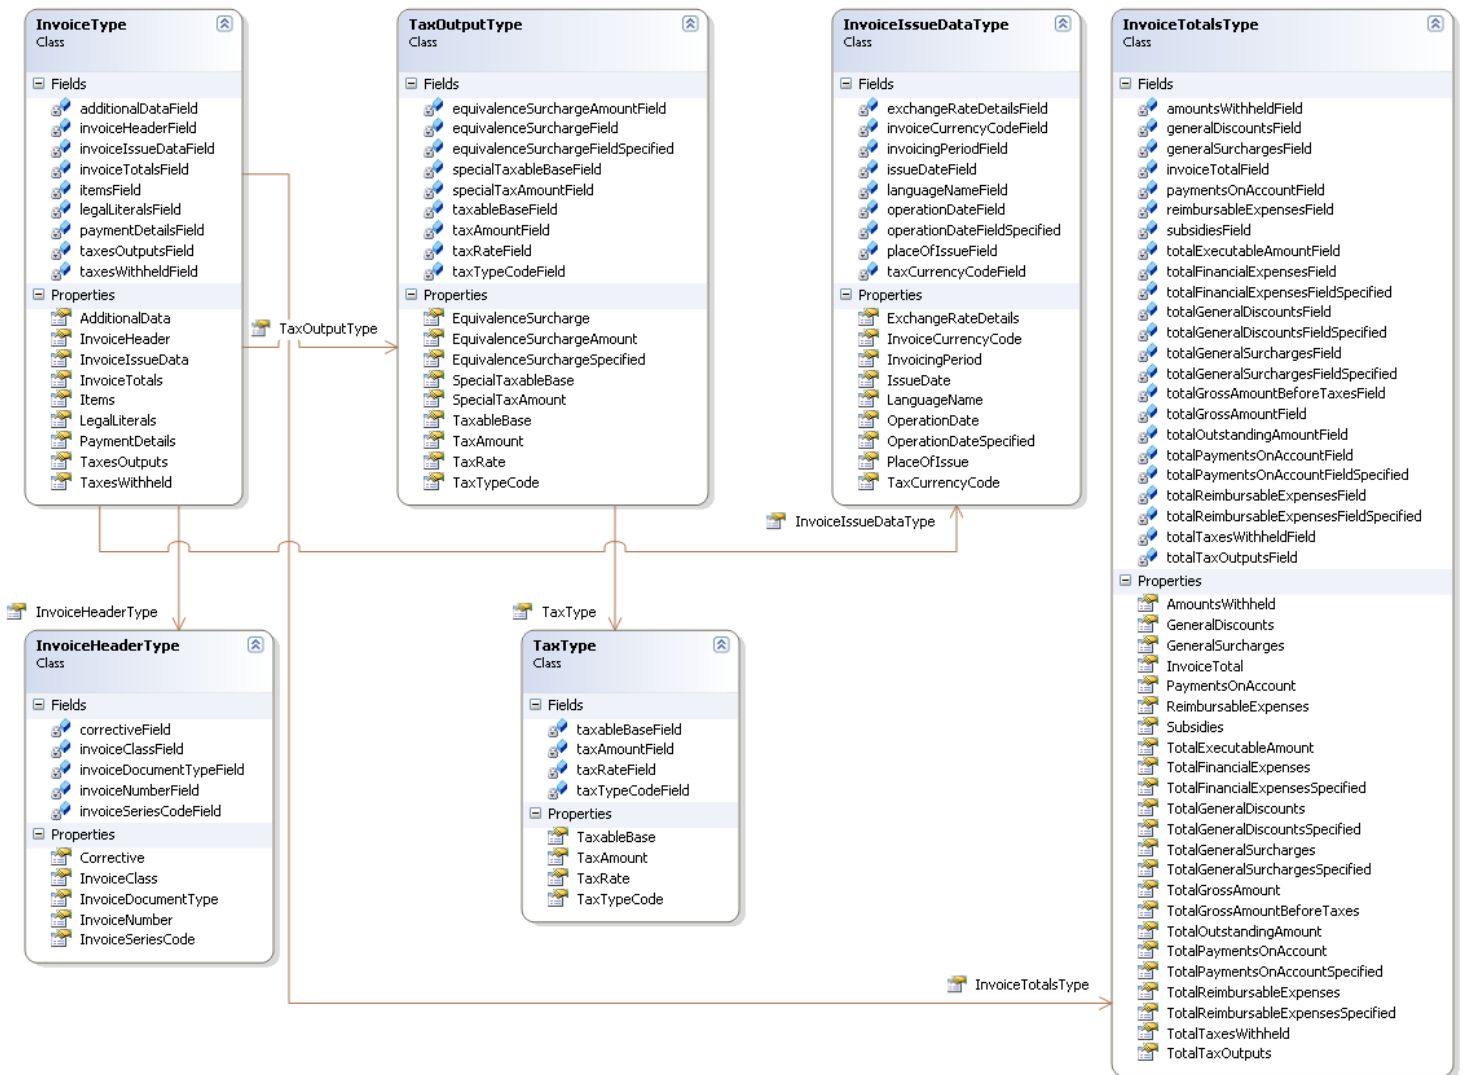 InvoiceType
Class
Fields
additionalDataField
invoiceHeaderField
invoiceIssueDataField
invoiceTotalsField
itemsField
legalLiteralsField
paymentDetailsField
taxesOutputsField
taxesWithheldField
Properties
AdditionalData
InvoiceHeader
InvoiceIssueData
InvoiceTotals
Items
LegalLiterals
PaymentDetails
TaxesOutputs
TaxesWithheld
TaxOutputType
TaxOutputType
Class
Fields
equivalenceSurchargeAmountField
equivalenceSurchargeField
equivalenceSurchargeFieldSpecified
specialTaxableBaseField
specialTaxAmountField
taxableBaseField
taxAmountField
taxRateField
taxTypeCodeField
Properties
EquivalenceSurcharge
EquivalenceSurchargeAmount
EquivalenceSurchargeSpecified
SpecialTaxableBase
SpecialTaxAmount
TaxableBase
TaxAmount
TaxRate
TaxTypeCode
InvoiceIssueDataType
Class
Fields
exchangeRateDetailsField
invoiceCurrencyCodeField
invoicingPeriodField
issueDateField
languageNameField
operationDateField
operationDateFieldSpecified
placeOfIssueField
taxCurrencyCodeField
Properties
ExchangeRateDetails
InvoiceCurrencyCode
InvoicingPeriod
IssueDate
LanguageName
OperationDate
OperationDateSpecified
PlaceOfIssue
TaxCurrencyCode
InvoiceIssueDataType
InvoiceTotalsType
Class
Fields
amountsWithheldField
generalDiscountsField
generalSurchargesField
invoiceTotalField
paymentsOnAccountField
reimbursableExpensesField
subsidiesField
totalExecutableAmountField
totalFinancialExpensesField
totalFinancialExpensesFieldSpecified
totalGeneralDiscountsField
totalGeneralDiscountsFieldSpecified
totalGeneralSurchargesField
totalGeneralSurchargesFieldSpecified
totalGrossAmountBeforeTaxesField
totalGrossAmountField
totalOutstandingAmountField
totalPaymentsOnAccountField
totalPaymentsOnAccountFieldSpecified
totalReimbursableExpensesField
totalReimbursableExpensesFieldSpecified
totalTaxesWithheldField
totalTaxOutputsField
Properties
AmountsWithheld
GeneralDiscounts
GeneralSurcharges
InvoiceTotal
PaymentsOnAccount
ReimbursableExpenses
Subsidies
TotalExecutableAmount
TotalFinancialExpenses
TotalFinancialExpensesSpecified
TotalGeneralDiscounts
TotalGeneralDiscountsSpecified
TotalGeneralSurcharges
TotalGeneralSurchargesSpecified
TotalGrossAmount
TotalGrossAmountBeforeTaxes
TotalOutstandingAmount
TotalPaymentsOnAccount
TotalPaymentsOnAccountSpecified
TotalReimbursableExpenses
TotalReimbursableExpensesSpecified
TotalTaxesWithheld
TotalTaxOutputs
InvoiceHeaderType
InvoiceHeaderType
Class
Fields
correctiveField
invoiceClassField
invoiceDocumentTypeField
invoiceNumberField
invoiceSeriesCodeField
Properties
Corrective
InvoiceClass
InvoiceDocumentType
InvoiceNumber
InvoiceSeriesCode
TaxType
TaxType
Class
Fields
taxableBaseField
taxAmountField
taxRateField
taxTypeCodeField
Properties
TaxableBase
TaxAmount
TaxRate
TaxTypeCode
InvoiceTotalsType